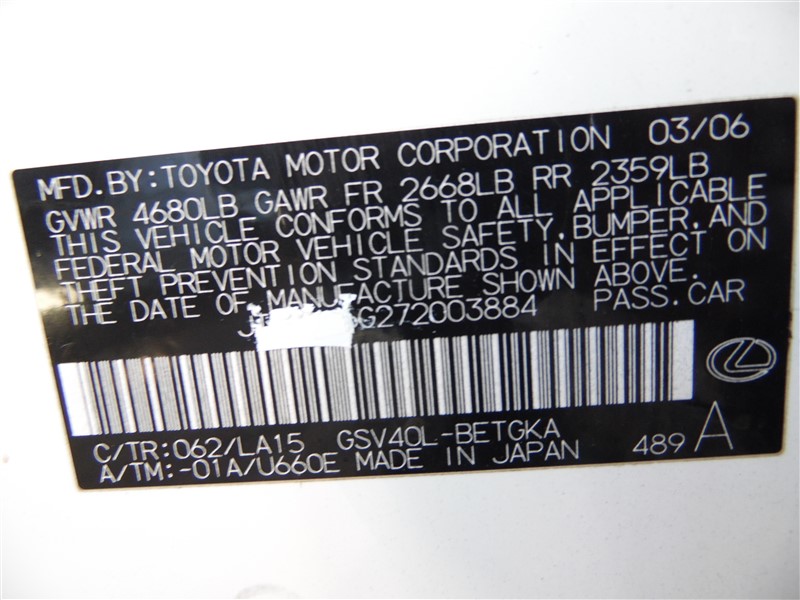 MFD.BY:TOYOTA MOTOR CORPORATION 03/06
GVWR 4680LB GAWR FR 2668LB RR 2359LB
THIS VEHICLE CONFORMS TO ALL APPLICABLE
FEDERAL MOTOR VEHICLE SAFETY,BUMPER,AND
THEFT PREVENTION STANDARDS IN EFFECT ON
THE DATE OF MANUFACTURE SHOWN ABOVE.
G272003884 PASS.CAR
C/TR:062/LA15 GSV40L-BETGKA
A/TM:-01A/U660E MADE IN JAPAN 489 A